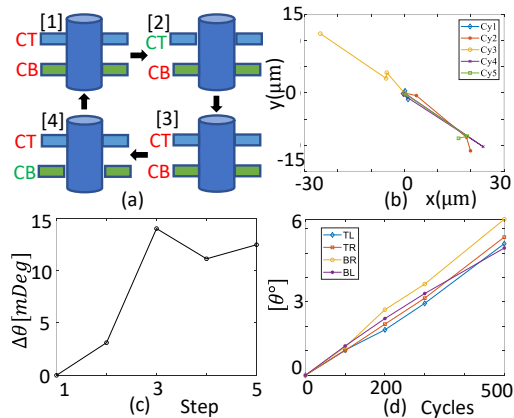 [1] [2]
CT CT
CB CB
[4] [3]
CT CT
CB CB
(a)
15
0
-15
y(μm)
-30 -20 0 20
x(μm)
Cy1
Cy2
Cy3
Cy4
Cy5
(b)
15
10
0
Δθ[mDeg]
1 3 5
(c) Step
6
3
0
[θ°]
TL
TR
BR
BL
0 200 500
(d) Cycles